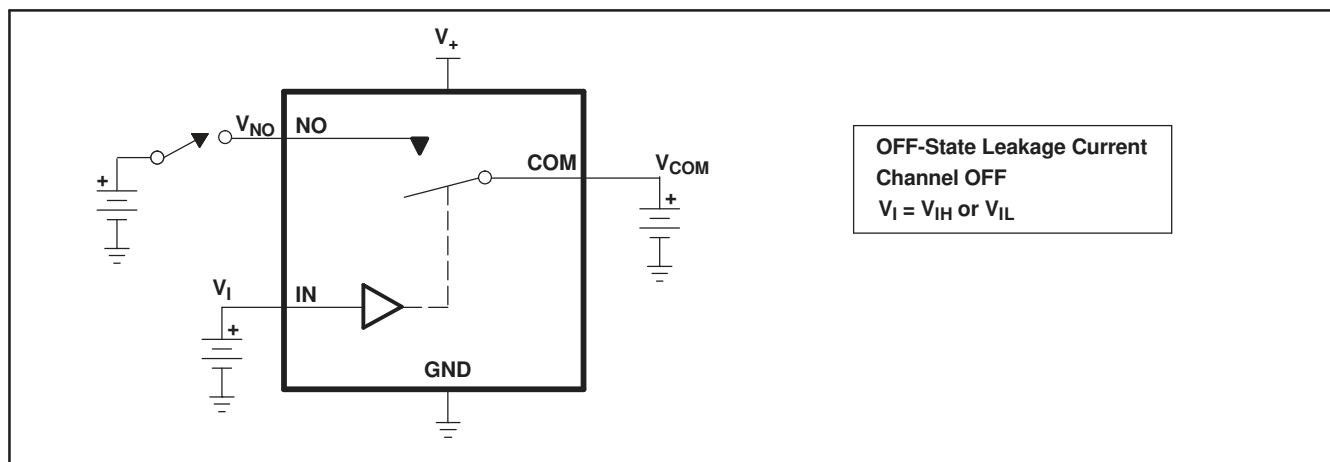 V+
VNO NO
COM VCOM
+
+
VI IN
+
GND
OFF-State Leakage Current
Channel OFF
VI = VIH or VIL